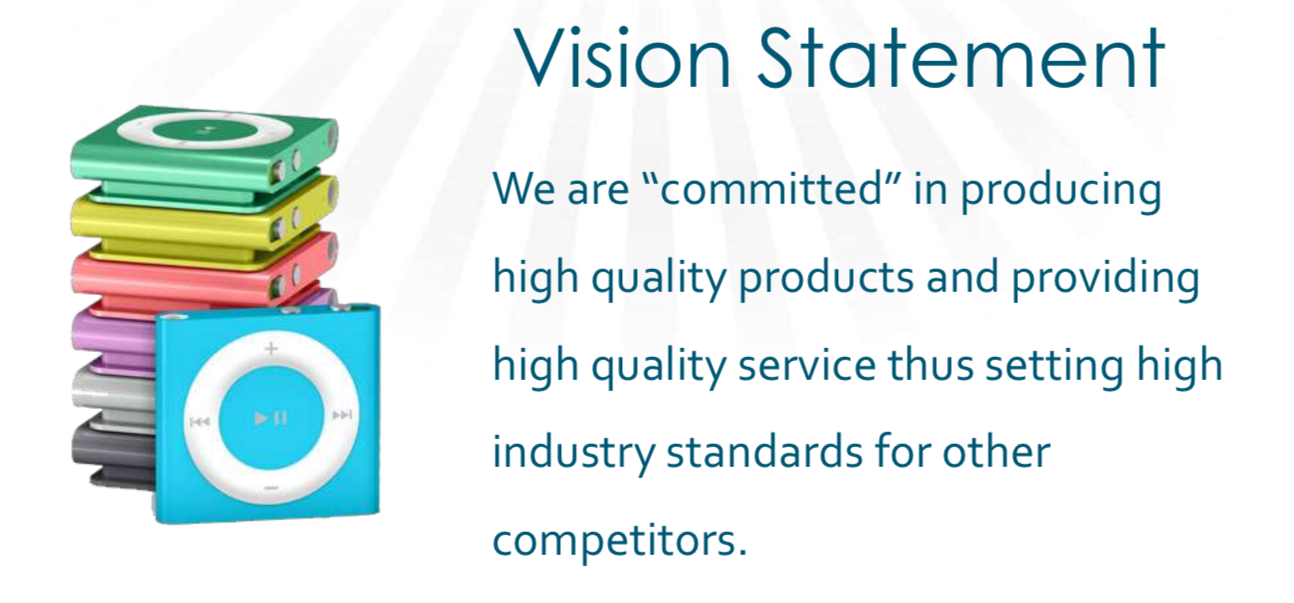 Vision Statement
We are “committed” in producing
high quality products and providing
high quality service thus setting high
industry standards for other
competitors.